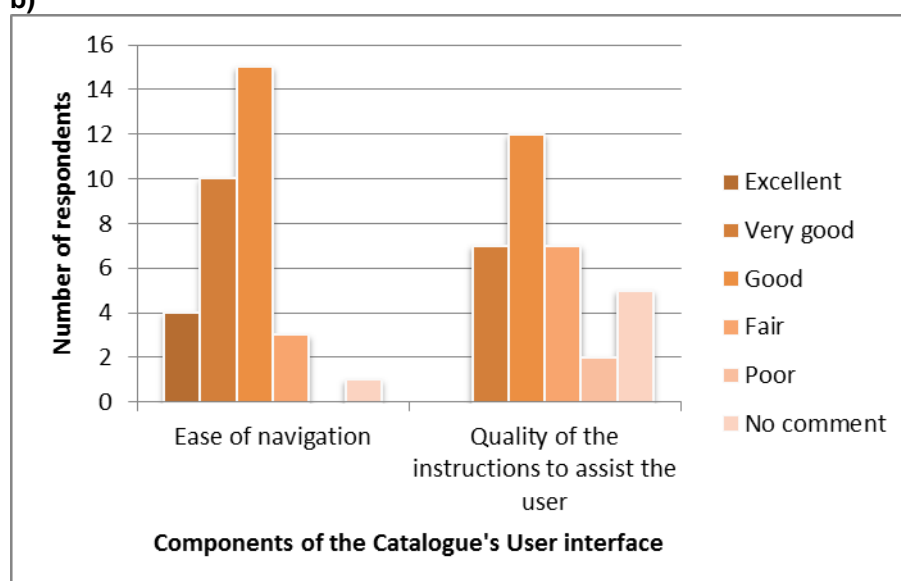 b)
16
14
12
10
8
6
4
2
0
Number of respondents
Ease of navigation
Quality of the
instructions to assist the
user
Components of the Catalogue's User interface
Excellent
Very good
Good
Fair
Poor
No comment